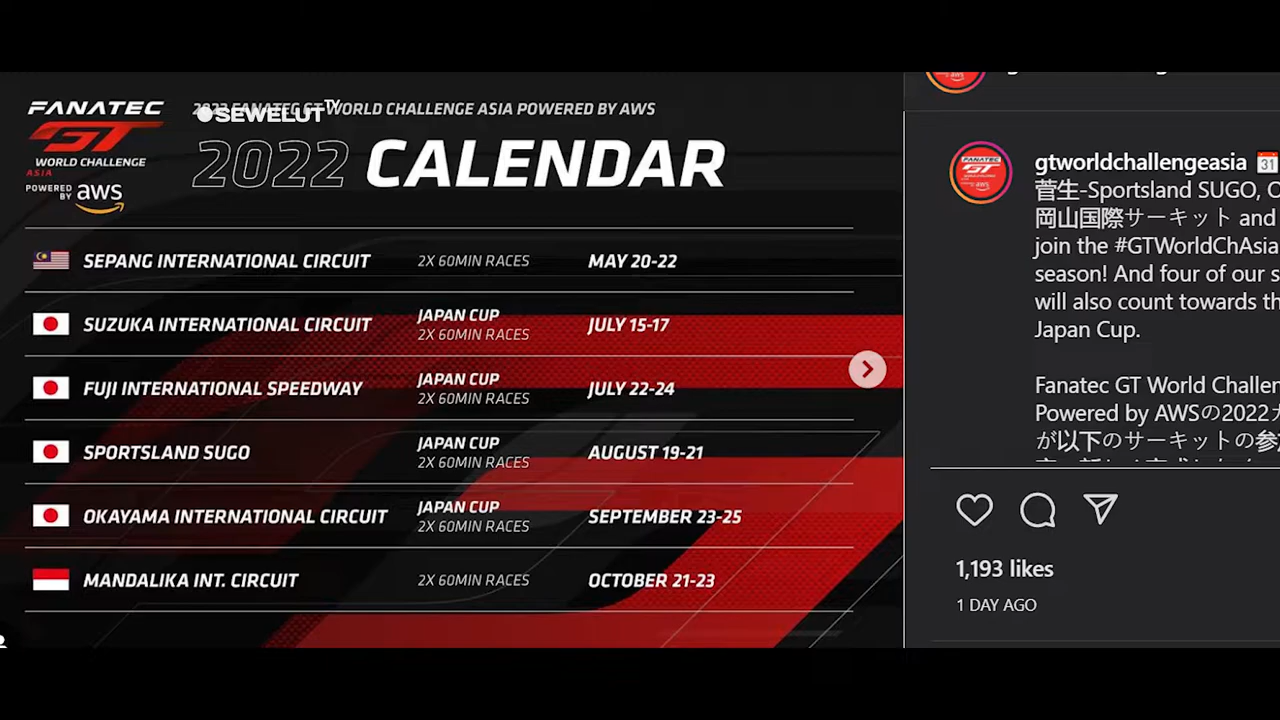 FANATEC
GT
WORLD CHALLENGE
ASIA
POWERED
BY aws
SEWELUT TV
WORLD CHALLENGE ASIA POWERED BY AWS
2022 CALENDAR
SEPANG INTERNATIONAL CIRCUIT 2X 60MIN RACES MAY 20-22
SUZUKA INTERNATIONAL CIRCUIT JAPAN CUP 2X 60MIN RACES JULY 15-17
FUJI INTERNATIONAL SPEEDWAY JAPAN CUP 2X 60MIN RACES JULY 22-24
SPORTSLAND SUGO JAPAN CUP 2X 60MIN RACES AUGUST 19-21
OKAYAMA INTERNATIONAL CIRCUIT JAPAN CUP 2X 60MIN RACES SEPTEMBER 23-25
MANDALIKA INT. CIRCUIT 2X 60MIN RACES OCTOBER 21-23
gtworldchallengeasia
菅生-Sportsland SUGO, O
岡山国際サーキット and
join the #GTWorldChAsia
season! And four of our s
will also count towards th
Japan Cup.
Fanatec GT World Challen
Powered by AWSの2022カ
が以下のサーキットの参
1,193 likes
1 DAY AGO